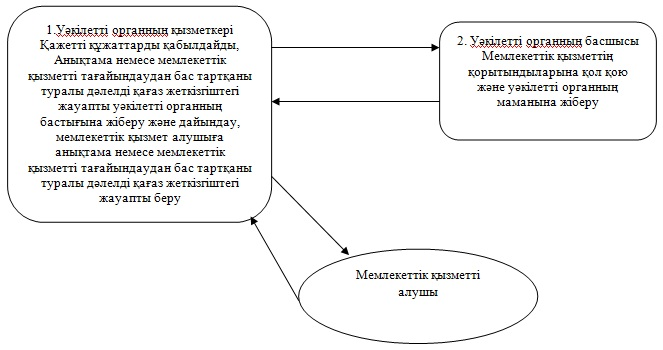 1.Уәкілетті органның қызметкері
Қажетті құжаттарды қабылдайды,
Анықтама немесе мемлекеттік
қызметті тағайындаудан бас тартқаны
туралы дәлелді қағаз жеткізгіштегі
жауапты уәкілетті органның
бастығына жіберу және дайындау,
мемлекеттік қызмет алушыға
анықтама немесе мемлекеттік
қызметті тағайындаудан бас тартқаны
туралы дәлелді қағаз жеткізгіштегі
жауапты беру
2. Уәкілетті органның басшысы
Мемлекеттік қызметтің
қорытындыларына қол қою
және уәкілетті органның
маманына жіберу
Мемлекеттік қызметті
алушы